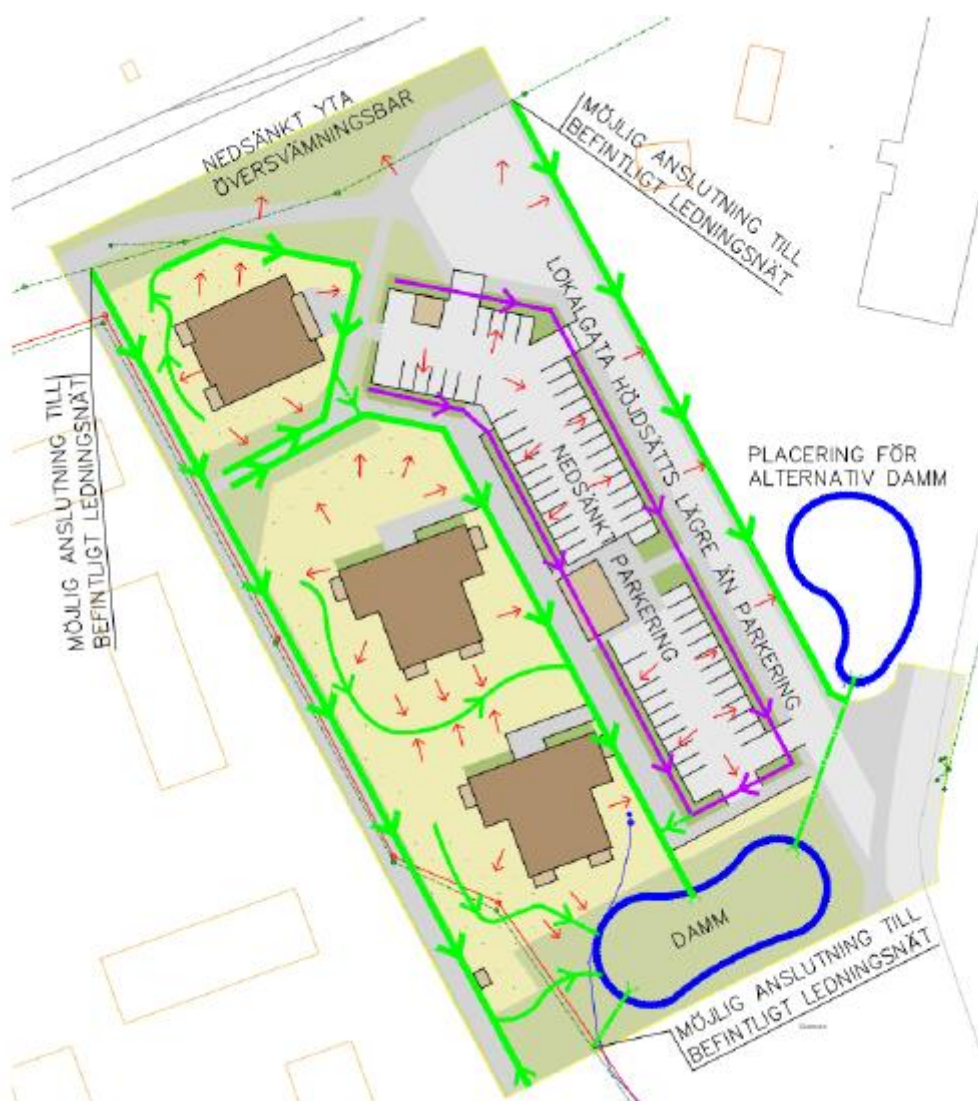 NEDSÄNKT YTA
ÖVERSVÄMNINGSBAR
MÖJLIG ANSLUTNING TILL
BEFINTLIGT LEDNINGSNÄT
LOKALGATA HÖJDSÄTTS LÄGRE ÄN PARKERING
MÖJLIG ANSLUTNING TILL
BEFINTLIGT LEDNINGSNÄT
NEDSÄNKT PARKERING
PLACERING FÖR
ALTERNATIV DAMM
DAMM
MÖJLIG ANSLUTNING TILL
BEFINTLIGT LEDNINGSNÄT